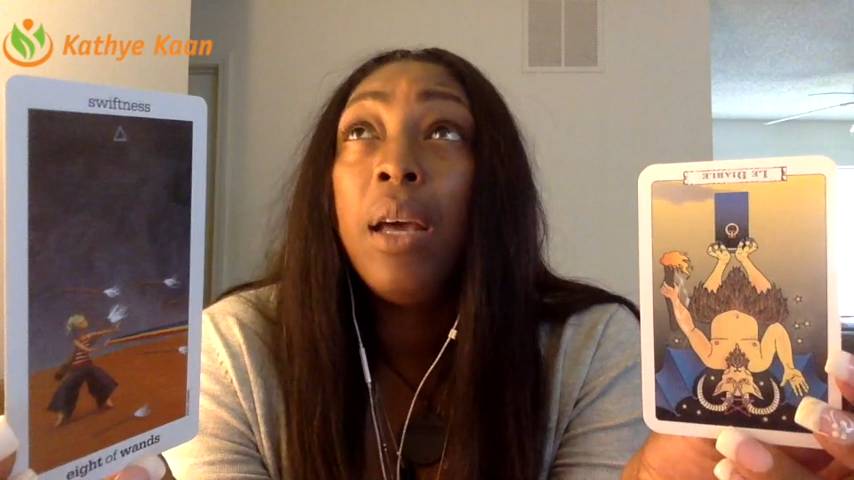 Kathye Kaan
swiftness
eight of wands
LE DIABLE